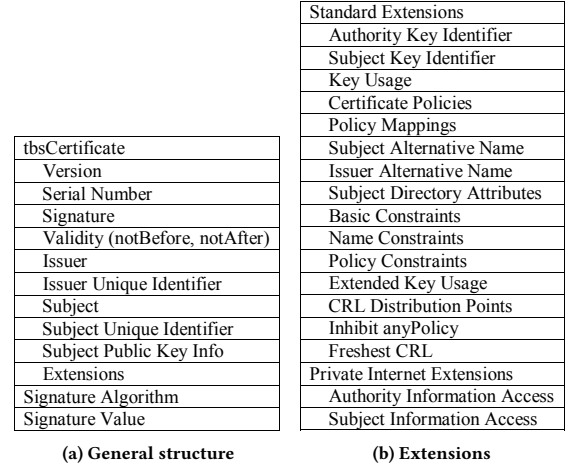 tbsCertificate
Version
Serial Number
Signature
Validity (notBefore, notAfter)
Issuer
Issuer Unique Identifier
Subject
Subject Unique Identifier
Subject Public Key Info
Extensions
Signature Algorithm
Signature Value
(a) General structure
Standard Extensions
Authority Key Identifier
Subject Key Identifier
Key Usage
Certificate Policies
Policy Mappings
Subject Alternative Name
Issuer Alternative Name
Subject Directory Attributes
Basic Constraints
Name Constraints
Policy Constraints
Extended Key Usage
CRL Distribution Points
Inhibit anyPolicy
Freshest CRL
Private Internet Extensions
Authority Information Access
Subject Information Access
(b) Extensions